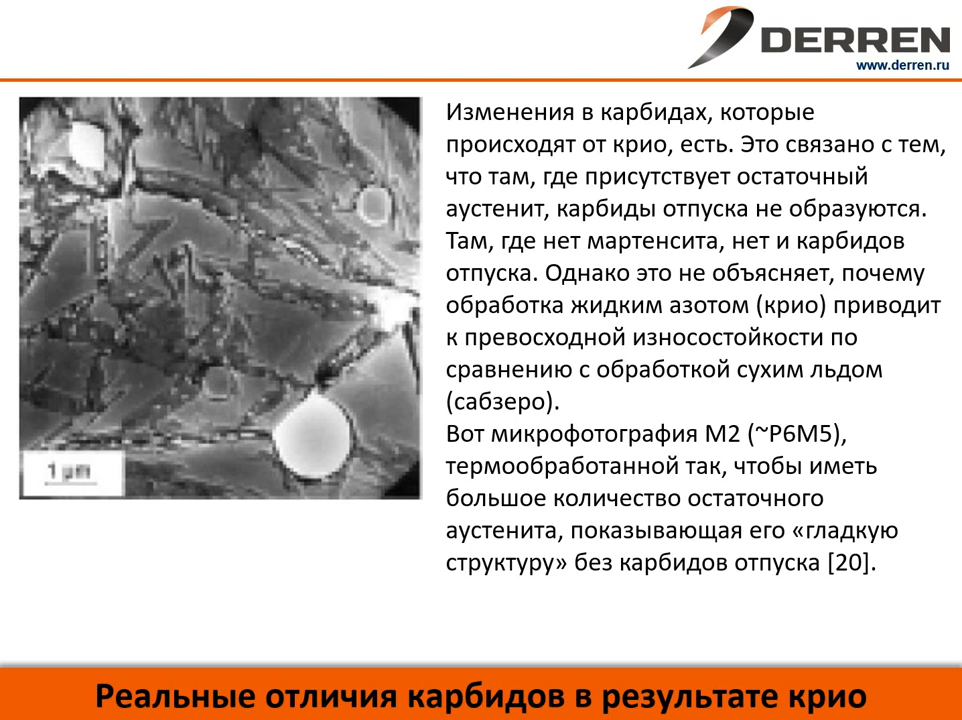 DERREN
www.derren.ru
Изменения в карбидах, которые
происходят от крио, есть. Это связано с тем,
что там, где присутствует остаточный
аустенит, карбиды отпуска не образуются.
Там, где нет мартенсита, нет и карбидов
отпуска. Однако это не объясняет, почему
обработка жидким азотом (крио) приводит
к превосходной износостойкости по
сравнению с обработкой сухим льдом
(сабзеро).
Вот микрофотография М2 (~Р6М5),
термообработанной так, чтобы иметь
большое количество остаточного
аустенита, показывающая его «гладкую
структуру» без карбидов отпуска [20].
1 μm
Реальные отличия карбидов в результате крио